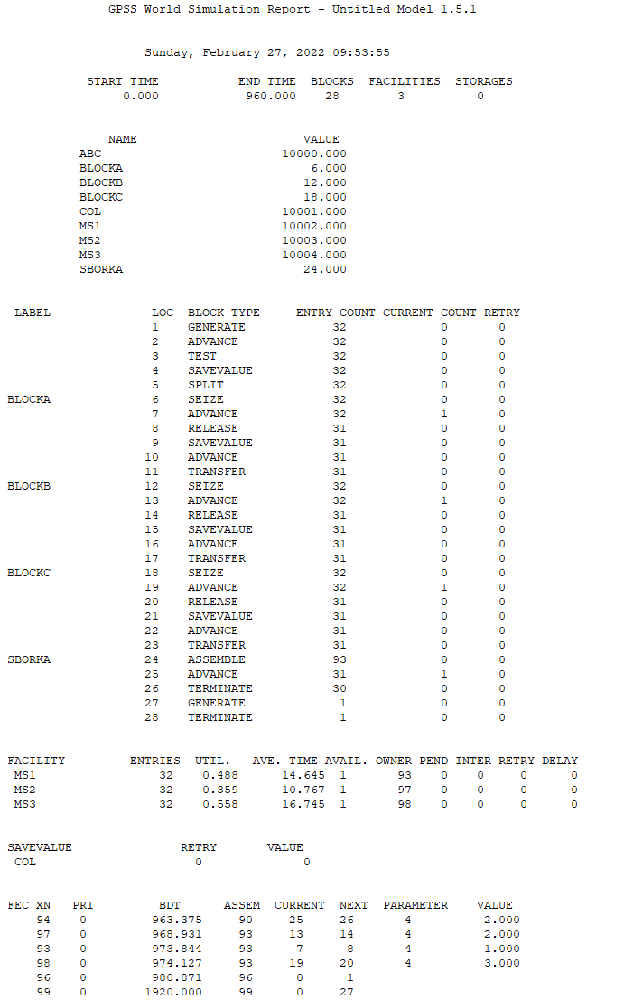 GPSS World Simulation Report - Untitled Model 1.5.1
Sunday, February 27, 2022 09:53:55
START TIME END TIME BLOCKS FACILITIES STORAGES
0.000 960.000 28 3 0
NAME VALUE
ABC 10000.000
BLOCKA 6.000
BLOCKB 12.000
BLOCKC 18.000
COL 10001.000
MS1 10002.000
MS2 10003.000
MS3 10004.000
SBORKA 24.000
LABEL LOC BLOCK TYPE ENTRY COUNT CURRENT COUNT RETRY
1 GENERATE 32 0 0
2 ADVANCE 32 0 0
3 TEST 32 0 0
4 SAVEVALUE 32 0 0
5 SPLIT 32 0 0
BLOCKA 6 SEIZE 32 0 0
7 ADVANCE 32 1 0
8 RELEASE 31 0 0
9 SAVEVALUE 31 0 0
10 ADVANCE 31 0 0
11 TRANSFER 31 0 0
BLOCKB 12 SEIZE 32 0 0
13 ADVANCE 32 1 0
14 RELEASE 31 0 0
15 SAVEVALUE 31 0 0
16 ADVANCE 31 0 0
17 TRANSFER 31 0 0
BLOCKC 18 SEIZE 32 0 0
19 ADVANCE 32 1 0
20 RELEASE 31 0 0
21 SAVEVALUE 31 0 0
22 ADVANCE 31 0 0
23 TRANSFER 31 0 0
SBORKA 24 ASSEMBLE 93 0 0
25 ADVANCE 31 1 0
26 TERMINATE 30 0 0
27 GENERATE 1 0 0
28 TERMINATE 1 0 0
FACILITY ENTRIES UTIL. AVE. TIME AVAIL. OWNER PEND INTER RETRY DELAY
MS1 32 0.488 14.645 1 93 0 0 0 0
MS2 32 0.359 10.767 1 97 0 0 0 0
MS3 32 0.558 16.745 1 98 0 0 0 0
SAVEVALUE RETRY VALUE
COL 0 0
FEC XN PRI BDT ASSEM CURRENT NEXT PARAMETER VALUE
94 0 963.375 90 25 26 4 2.000
97 0 968.931 93 13 14 4 2.000
93 0 973.844 93 7 8 4 1.000
98 0 974.127 93 19 20 4 3.000
96 0 980.871 96 0 1
99 0 1920.000 99 0 27